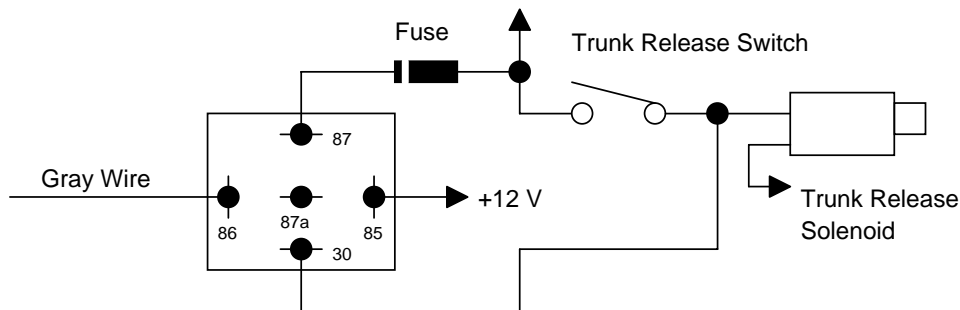 Fuse
Trunk Release Switch
87
Gray Wire
+12 V
86
87a
85
30
Trunk Release
Solenoid